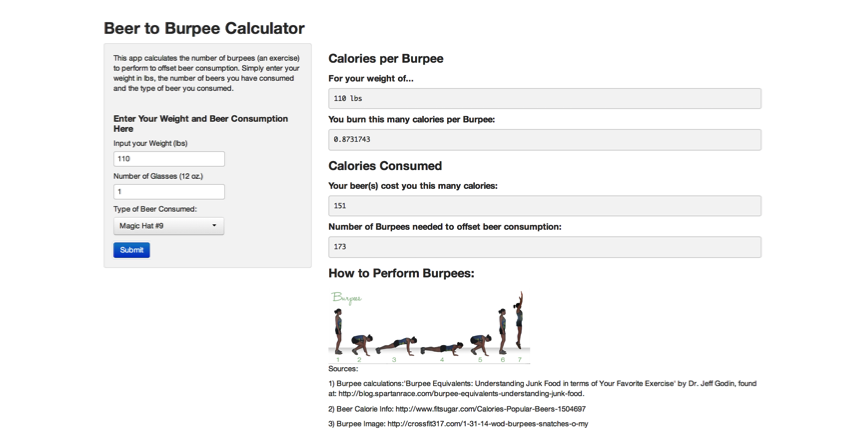 Beer to Burpee Calculator
This app calculates the number of burpees (an exercise)
to perform to offset beer consumption. Simply enter your
weight in lbs, the number of beers you have consumed
and the type of beer you consumed.
Enter Your Weight and Beer Consumption
Here
Input your Weight (lbs)
110
Number of Glasses (12 oz.)
1
Type of Beer Consumed:
Magic Hat #9
Submit
Calories per Burpee
For your weight of...
110 lbs
You burn this many calories per Burpee:
0.8731743
Calories Consumed
Your beer(s) cost you this many calories:
151
Number of Burpees needed to offset beer consumption:
173
How to Perform Burpees:
Burpees
1 2 3 4 5 6 7
Sources:
1) Burpee calculations:'Burpee Equivalents: Understanding Junk Food in terms of Your Favorite Exercise' by Dr. Jeff Godin, found
at: http://blog.spartanrace.com/burpee-equivalents-understanding-junk-food.
2) Beer Calorie Info: http://www.fitsugar.com/Calories-Popular-Beers-1504697
3) Burpee Image: http://crossfit317.com/1-31-14-wod-burpees-snatches-o-my